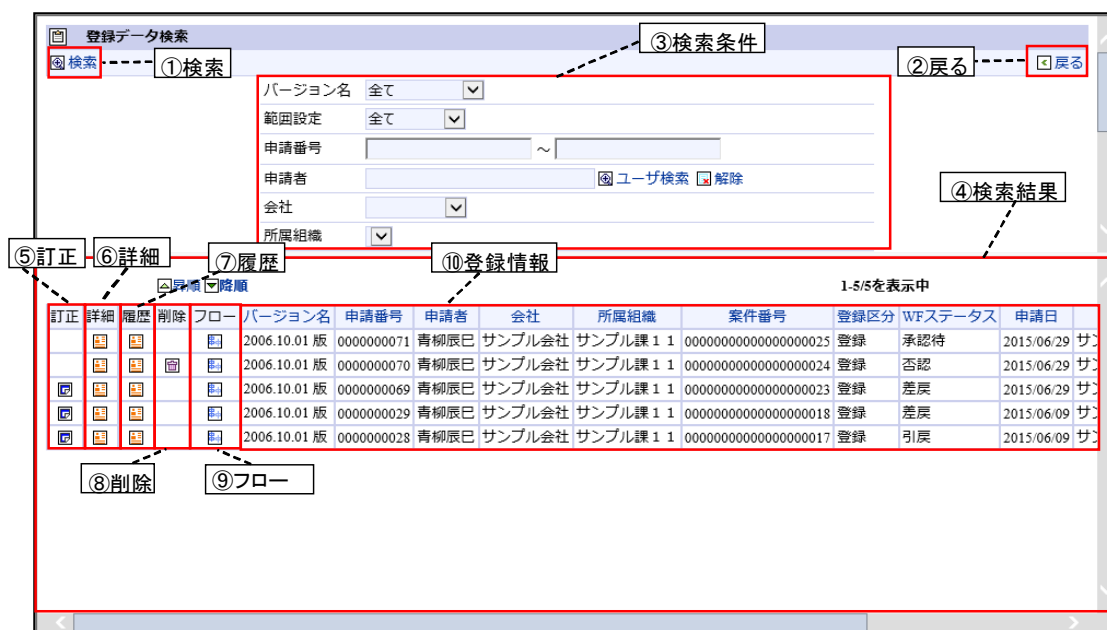 登録データ検索
検索
①検索
③検索条件
②戻る
戻る
バージョン名 全て
範囲設定 全て
申請番号 ～
申請者 ユーザ検索 解除
会社
所属組織
④検索結果
⑤訂正 ⑥詳細 ⑦履歴 ⑩登録情報
昇順 降順 1-5/5を表示中
訂正 詳細 履歴 削除 フロー バージョン名 申請番号 申請者 会社 所属組織 案件番号 登録区分 WFステータス 申請日
2006.10.01 版 0000000071 青柳辰巳 サンプル会社 サンプル課１１ 00000000000000000025 登録 承認待 2015/06/29 サン
2006.10.01 版 0000000070 青柳辰巳 サンプル会社 サンプル課１１ 00000000000000000024 登録 否認 2015/06/29 サン
2006.10.01 版 0000000069 青柳辰巳 サンプル会社 サンプル課１１ 00000000000000000023 登録 差戻 2015/06/29 サン
2006.10.01 版 0000000029 青柳辰巳 サンプル会社 サンプル課１１ 00000000000000000018 登録 差戻 2015/06/09 サン
2006.10.01 版 0000000028 青柳辰巳 サンプル会社 サンプル課１１ 00000000000000000017 登録 引戻 2015/06/09 サン
⑧削除 ⑨フロー